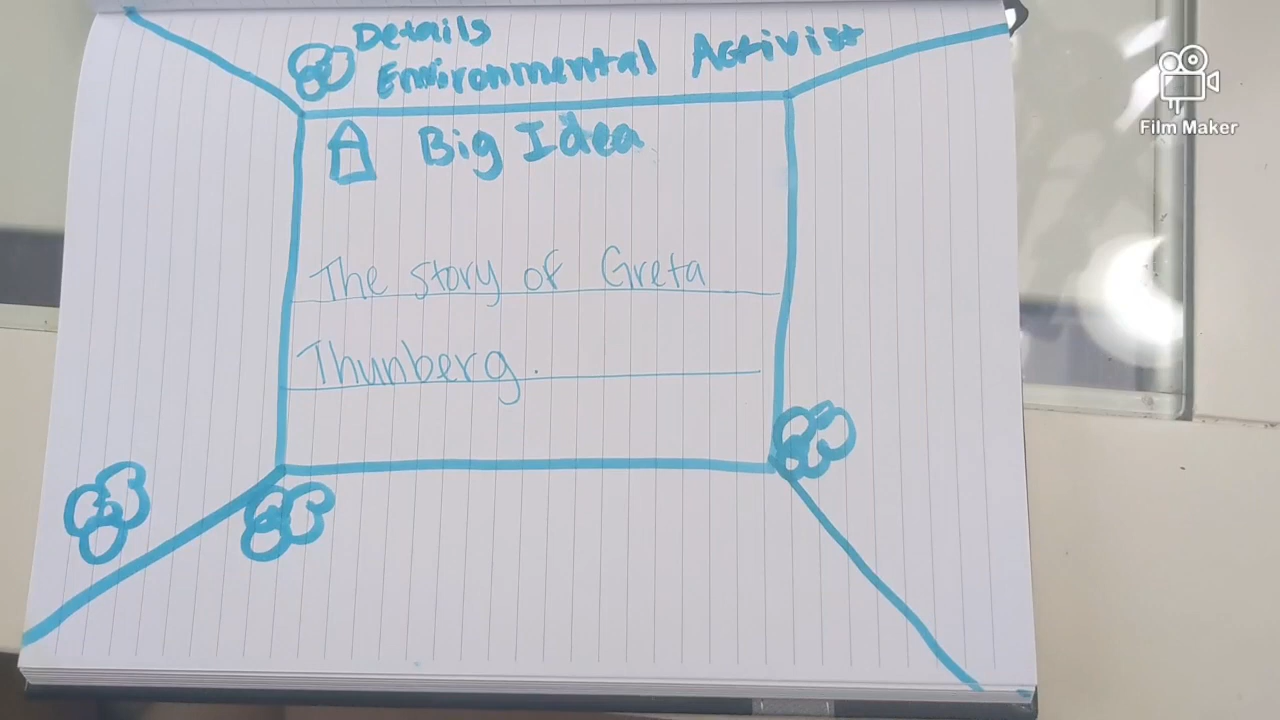 Details
Environmental Activist
Big Idea
The story of Greta
Thunberg.
Film Maker